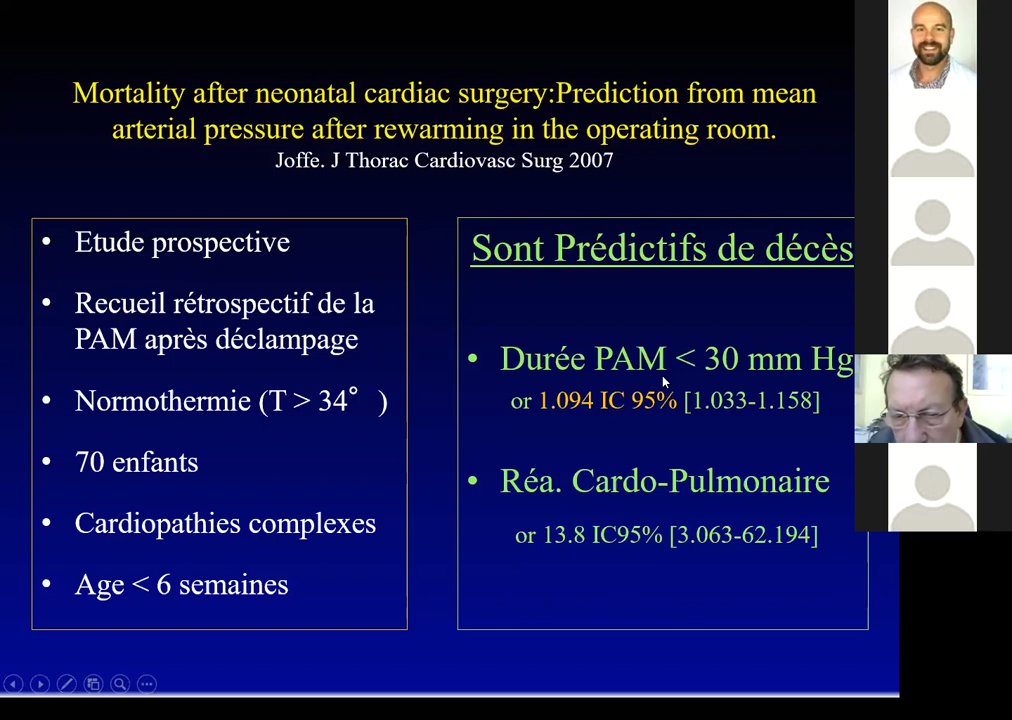 Mortality after neonatal cardiac surgery:Prediction from mean
arterial pressure after rewarming in the operating room.
Joffe. J Thorac Cardiovasc Surg 2007
• Etude prospective
• Recueil rétrospectif de la
PAM après déclampage
• Normothermie (T > 34° )
• 70 enfants
• Cardiopathies complexes
• Age < 6 semaines
Sont Prédictifs de décès
• Durée PAM < 30 mm Hg
or 1.094 IC 95% [1.033-1.158]
• Réa. Cardo-Pulmonaire
or 13.8 IC95% [3.063-62.194]